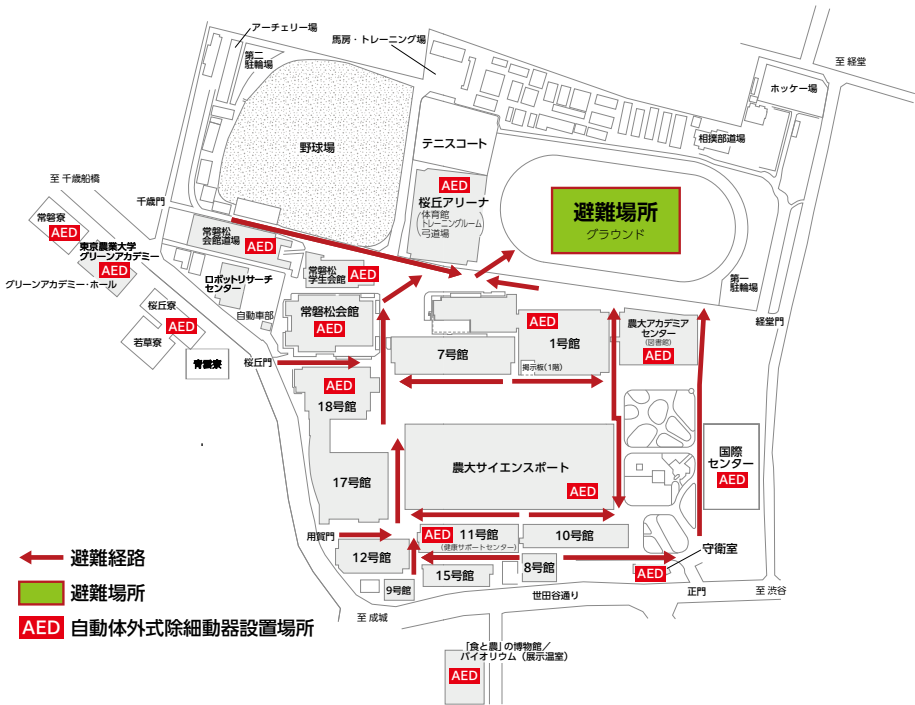 アーチェリー場
第二
駐輪場
馬房・トレーニング場
至 経堂
ホッケー場
相撲部道場
野球場
テニスコート
AED
桜丘アリーナ
体育館
トレーニングルーム
弓道場
避難場所
グラウンド
至 千歳船橋
千歳門
常磐寮
AED
東京農業大学
グリーンアカデミー
AED
グリーンアカデミー・ホール
常磐松
会館道場
AED
ロボットリサーチ
センター
常磐松
学生会館
AED
自動車部
常磐松会館
AED
桜丘寮
AED
若草寮
青雲寮
桜丘門
第一
駐輪場
経堂門
AED
1号館
掲示板(1階)
7号館
農大アカデミア
センター
(図書館)
AED
AED
18号館
17号館
農大サイエンスポート
AED
国際
センター
AED
用賀門
12号館
AED
11号館
(健康サポートセンター)
10号館
9号館
15号館
8号館
AED
守衛室
正門
世田谷通り
至 渋谷
至 成城
「食と農」の博物館/
バイオリウム(展示温室)
AED
避難経路
避難場所
AED 自動体外式除細動器設置場所